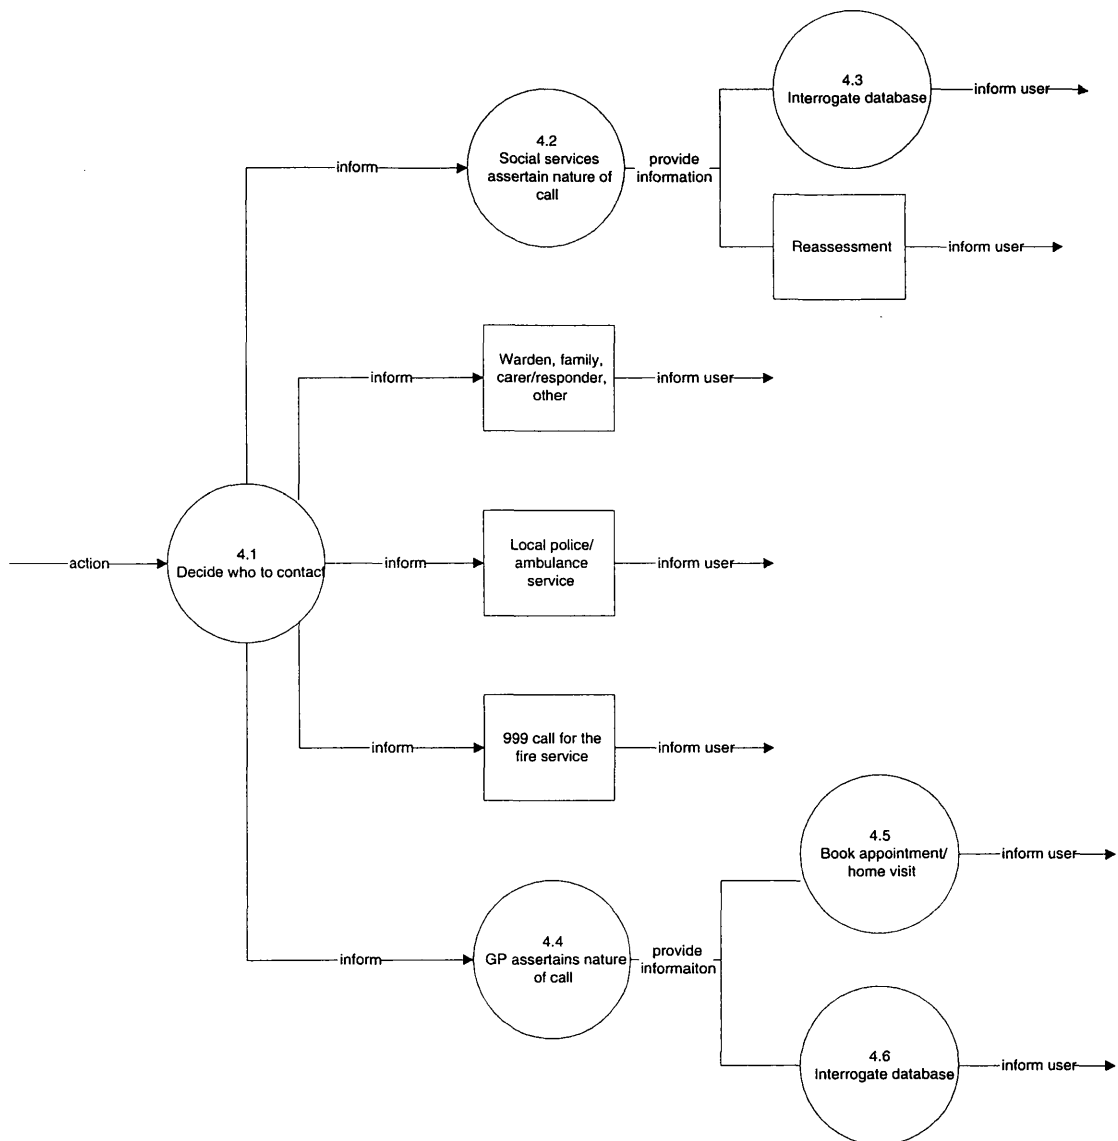 4.3
Interrogate database
inform user
4.2
Social services
assertain nature of
call
inform
provide
information
Reassessment
inform user
Warden, family,
carer/responder,
other
inform
inform user
action
4.1
Decide who to contact
inform
Local police/
ambulance
service
inform user
inform
999 call for the
fire service
inform user
4.5
Book appointment/
home visit
inform user
inform
4.4
GP assertains nature
of call
provide
informaiton
4.6
Interrogate database
inform user